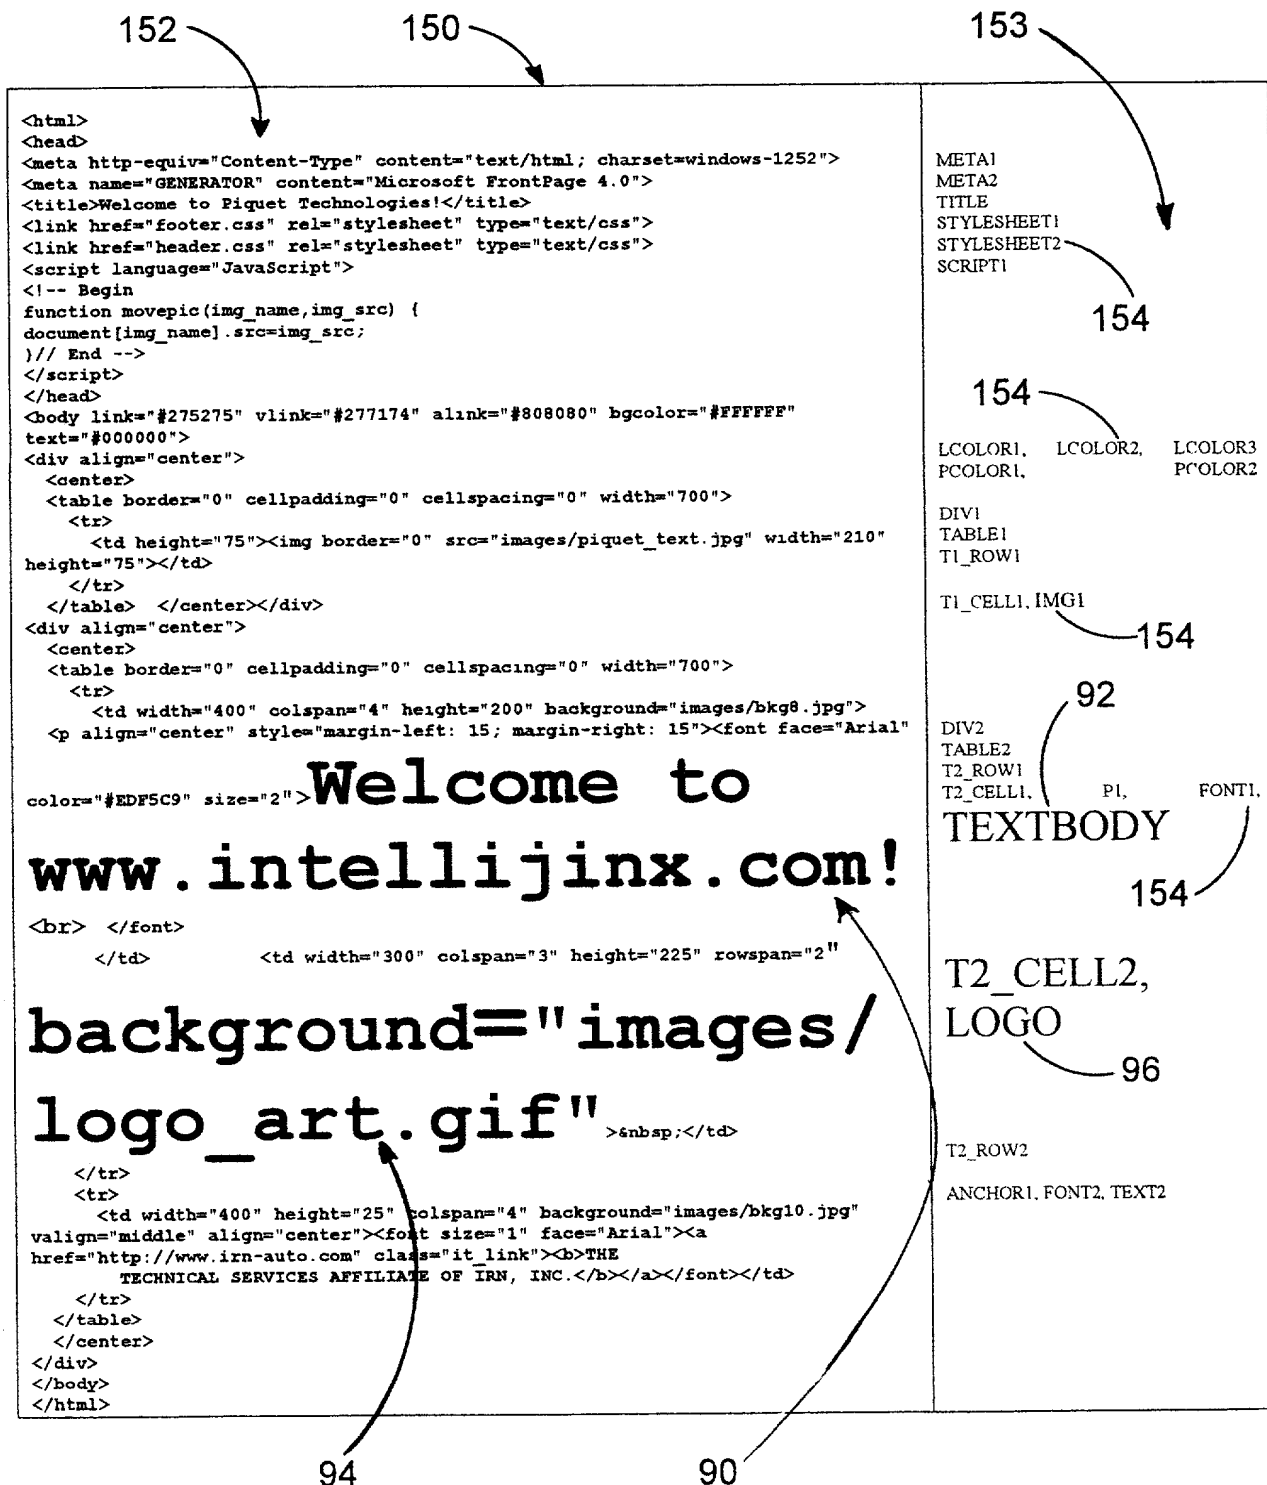 152 150 153
<html>
<head>
<meta http-equiv="Content-Type" content="text/html; charset=windows-1252">
<meta name="GENERATOR" content="Microsoft FrontPage 4.0">
<title>Welcome to Piquet Technologies!</title>
<link href="footer.css" rel="stylesheet" type="text/css">
<link href="header.css" rel="stylesheet" type="text/css">
<script language="JavaScript">
<!-- Begin
function movepic(img_name,img_src) {
document[img_name].src=img_src;
}// End -->
</script>
</head>
<body link="#275275" vlink="#277174" alink="#808080" bgcolor="#FFFFFF"
text="#000000">
<div align="center">
<center>
<table border="0" cellpadding="0" cellspacing="0" width="700">
<tr>
<td height="75"><img border="0" src="images/piquet_text.jpg" width="210"
height="75"></td>
</tr>
</table> </center></div>
<div align="center">
<center>
<table border="0" cellpadding="0" cellspacing="0" width="700">
<tr>
<td width="400" colspan="4" height="200" background="images/bkg8.jpg">
<p align="center" style="margin-left: 15; margin-right: 15"><font face="Arial"
color="#EDF5C9" size="2">Welcome to
www.intellijinx.com!
<br> </font>
</td> <td width="300" colspan="3" height="225" rowspan="2"
background="images/
logo_art.gif">&nbsp;</td>
</tr>
<tr>
<td width="400" height="25" colspan="4" background="images/bkg10.jpg"
valign="middle" align="center"><font size="1" face="Arial"><a
href="http://www.irn-auto.com" class="it_link"><b>THE
TECHNICAL SERVICES AFFILIATE OF IRN, INC.</b></a></font></td>
</tr>
</table>
</center>
</div>
</body>
</html>
META1
META2
TITLE
STYLESHEET1
STYLESHEET2
SCRIPT1
154
154
LCOLOR1, LCOLOR2, LCOLOR3
PCOLOR1, PCOLOR2
DIV1
TABLE1
T1_ROW1
T1_CELL1, IMG1
154
92
DIV2
TABLE2
T2_ROW1
T2_CELL1, P1, FONT1,
TEXTBODY
154
T2_CELL2,
LOGO
96
T2_ROW2
ANCHOR1, FONT2, TEXT2
94 90